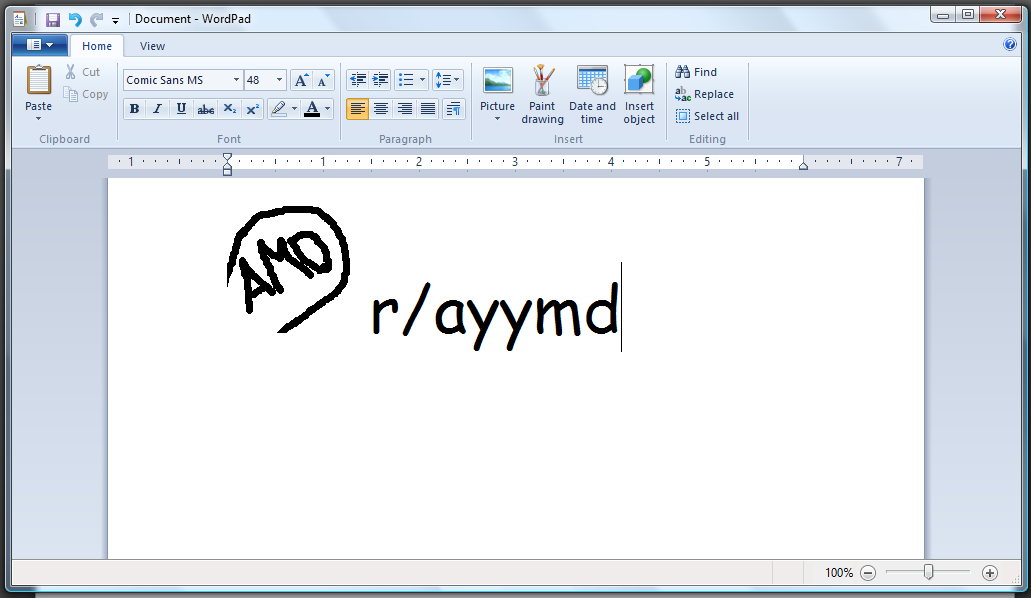 Document - WordPad
Home View
Paste
Cut
Copy
Clipboard
Comic Sans MS 48 A A
B I U abc X₂ X² A
Font
Paragraph
Picture
Paint drawing
Date and time
Insert object
Insert
Find
Replace
Select all
Editing
1 1 2 3 4 5 7
AMD
r/ayymd
100%